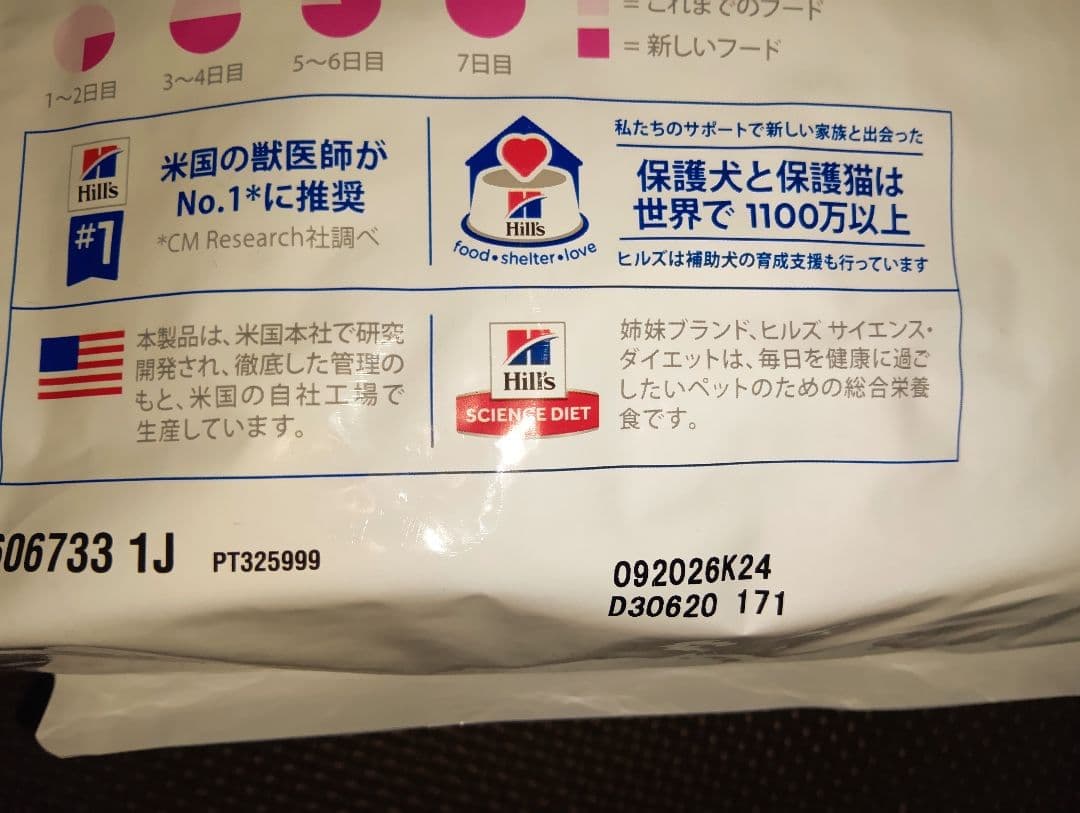 = これまでのフード
= 新しいフード
1〜2日目
3〜4日目
5〜6日目
7日目
Hill's
#1
米国の獣医師が
No.1*に推奨
*CM Research社調べ
Hill's
food•shelter•love
私たちのサポートで新しい家族と出会った
保護犬と保護猫は
世界で 1100万以上
ヒルズは補助犬の育成支援も行っています
本製品は、米国本社で研究
開発され、徹底した管理の
もと、米国の自社工場で
生産しています。
Hill's
SCIENCE DIET
姉妹ブランド、ヒルズ サイエンス・
ダイエットは、毎日を健康に過ご
したいペットのための総合栄養
食です。
606733 1J
PT325999
092026K24
D30620 171